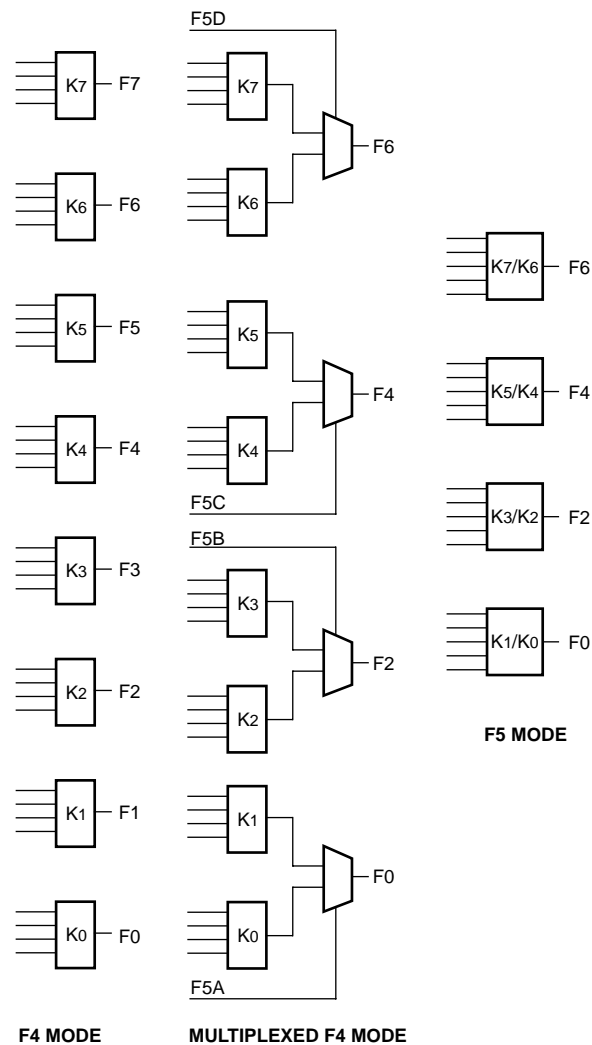 K7
F7
K6
F6
K5
F5
K4
F4
K3
F3
K2
F2
K1
F1
K0
F0
F4 MODE
F5D
K7
F6
K6
K5
F4
K4
F5C
F5B
K3
F2
K2
K1
F0
K0
F5A
MULTIPLEXED F4 MODE
K7/K6
F6
K5/K4
F4
K3/K2
F2
K1/K0
F0
F5 MODE